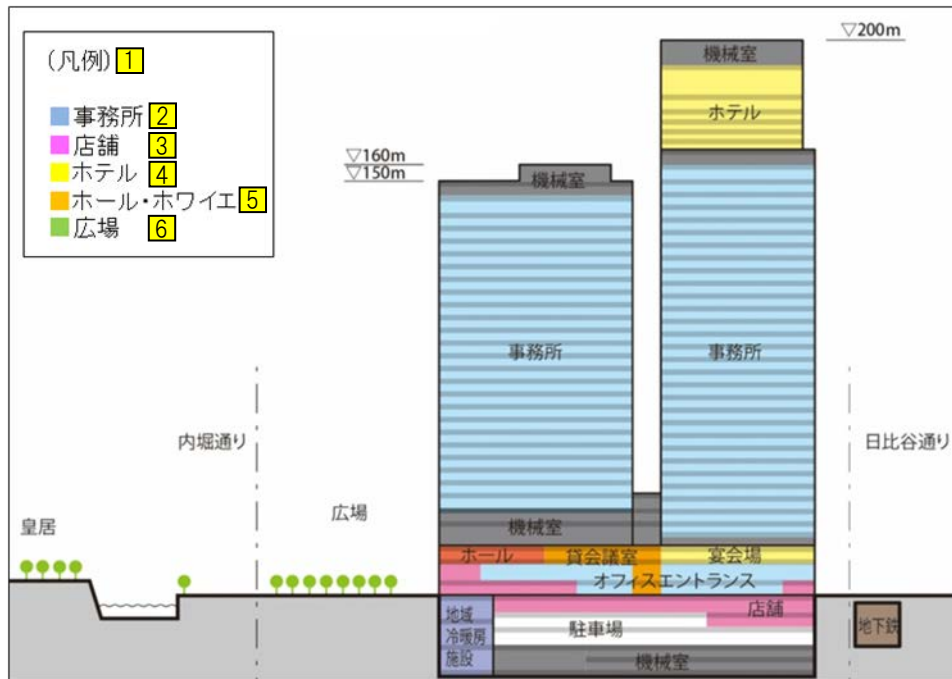 (凡例) 1
事務所 2
店舗 3
ホテル 4
ホール・ホワイエ 5
広場 6
▽200m
機械室
ホテル
▽160m
▽150m
機械室
事務所
事務所
内堀通り
日比谷通り
広場
皇居
機械室
ホール
貸会議室
宴会場
オフィスエントランス
店舗
地域
冷暖房
施設
駐車場
地下鉄
機械室